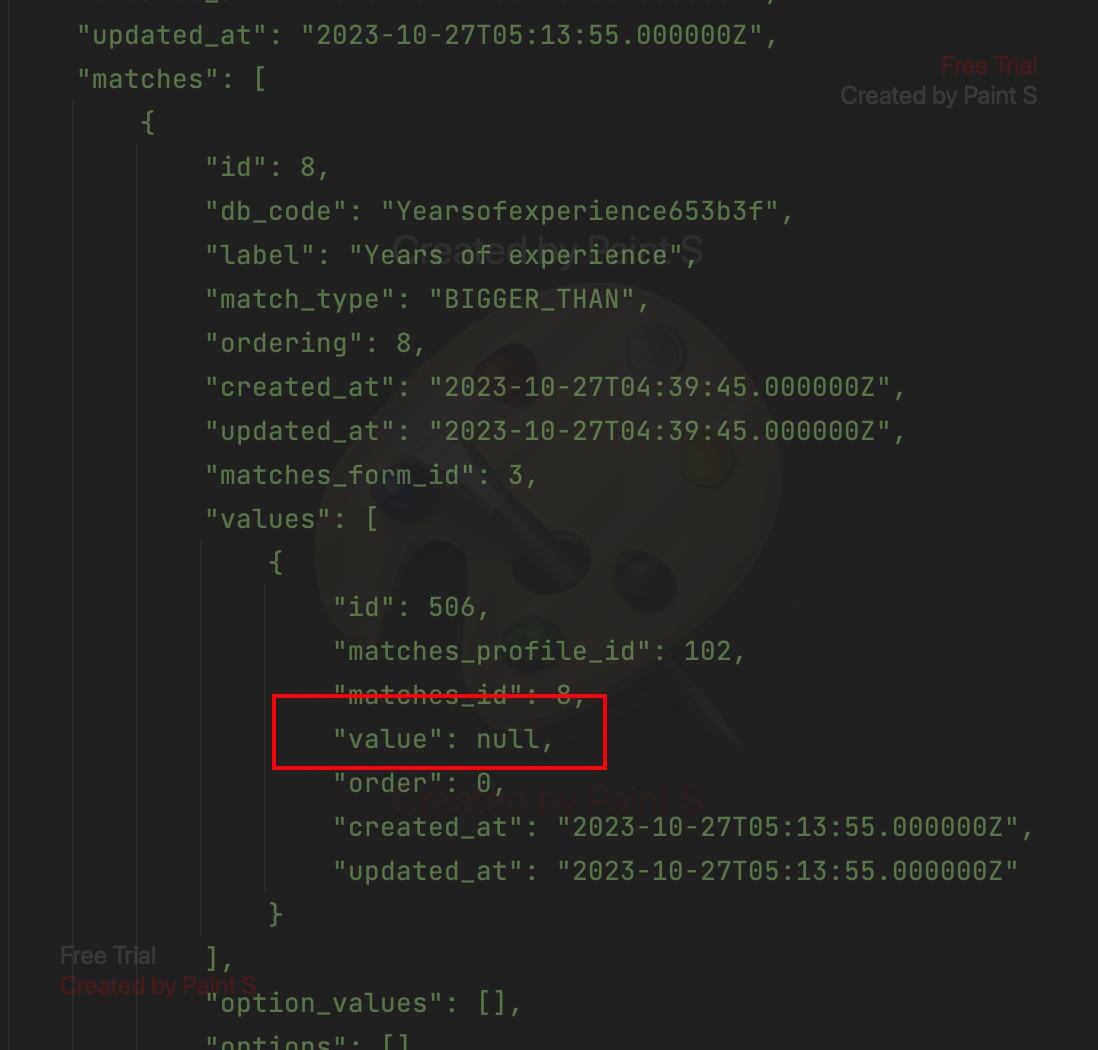 "updated_at": "2023-10-27T05:13:55.000000Z",
"matches": [
Free Trial
Created by Paint S
{
"id": 8,
"db_code": "Yearsofexperience653b3f",
Created by Paint S
"label": "Years of experience",
"match_type": "BIGGER_THAN",
"ordering": 8,
"created_at": "2023-10-27T04:39:45.000000Z",
"updated_at": "2023-10-27T04:39:45.000000Z",
"matches_form_id": 3,
"values": [
{
"id": 506,
"matches_profile_id": 102,
"matches_id": 8,
"value": null,
"order": 0,
Created by Paint S
"created_at": "2023-10-27T05:13:55.000000Z",
"updated_at": "2023-10-27T05:13:55.000000Z"
}
Free Trial
],
Created by Paint S
"option_values": [],
"options": []